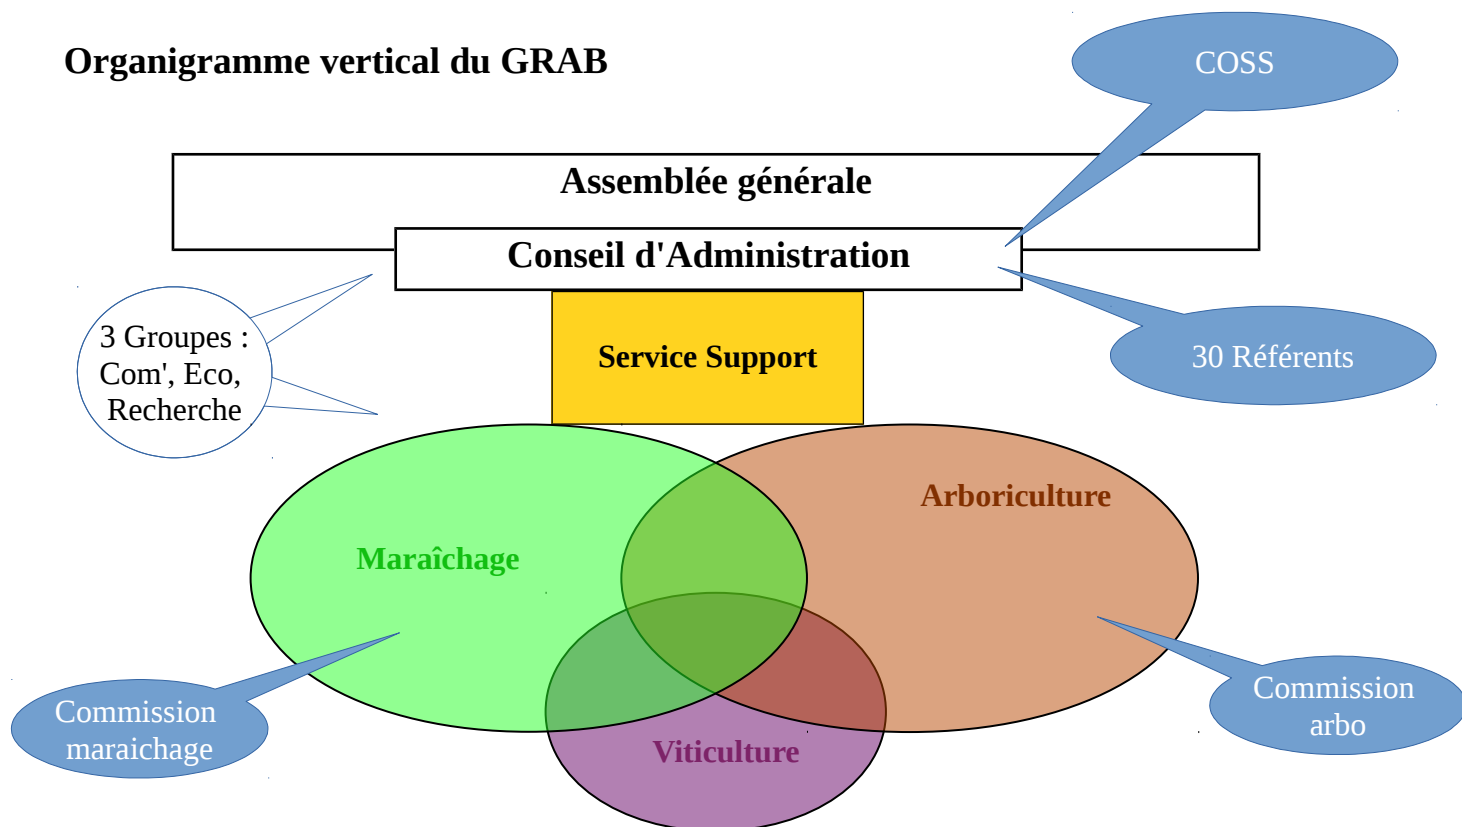 Organigramme vertical du GRAB
COSS
Assemblée générale
Conseil d'Administration
3 Groupes :
Com', Eco,
Recherche
Service Support
30 Référents
Arboriculture
Maraîchage
Commission
maraichage
Commission
arbo
Viticulture